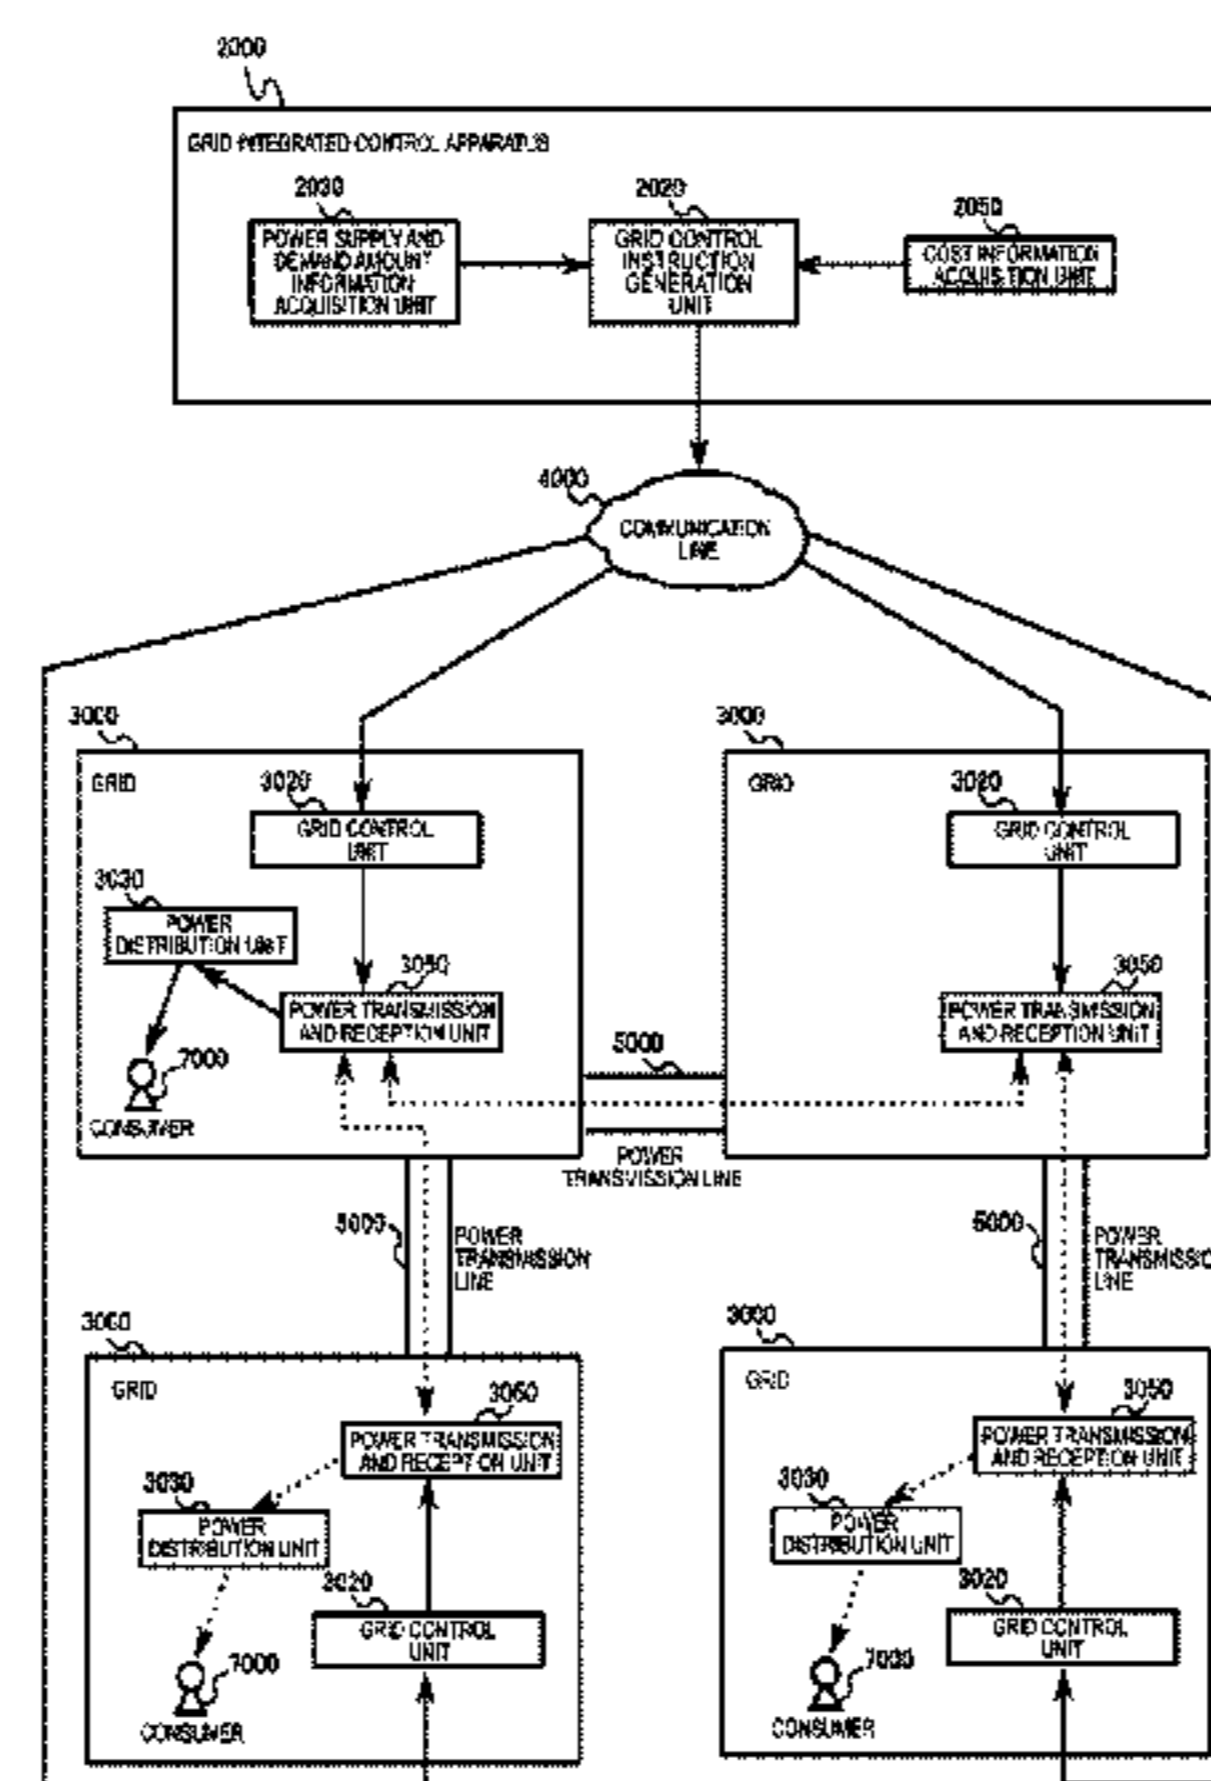 2000
GRID INTEGRATED CONTROL APPARATUS
2030
POWER SUPPLY AND
DEMAND AMOUNT
INFORMATION
ACQUISITION UNIT
2020
GRID CONTROL
INSTRUCTION
GENERATION
UNIT
2050
COST INFORMATION
ACQUISITION UNIT
4000
COMMUNICATION
LINE
3000
GRID
3020
GRID CONTROL
UNIT
3030
POWER
DISTRIBUTION UNIT
3050
POWER TRANSMISSION
AND RECEPTION UNIT
7000
CONSUMER
3000
GRID
3020
GRID CONTROL
UNIT
3050
POWER TRANSMISSION
AND RECEPTION UNIT
5000
POWER
TRANSMISSION LINE
5000
POWER
TRANSMISSION
LINE
5000
POWER
TRANSMISSIO
LINE
3000
GRID
3050
POWER TRANSMISSION
AND RECEPTION UNIT
3030
POWER
DISTRIBUTION UNIT
3020
GRID CONTROL
UNIT
7000
CONSUMER
3000
GRID
3050
POWER TRANSMISSION
AND RECEPTION UNIT
3030
POWER
DISTRIBUTION UNIT
3020
GRID CONTROL
UNIT
7000
CONSUMER